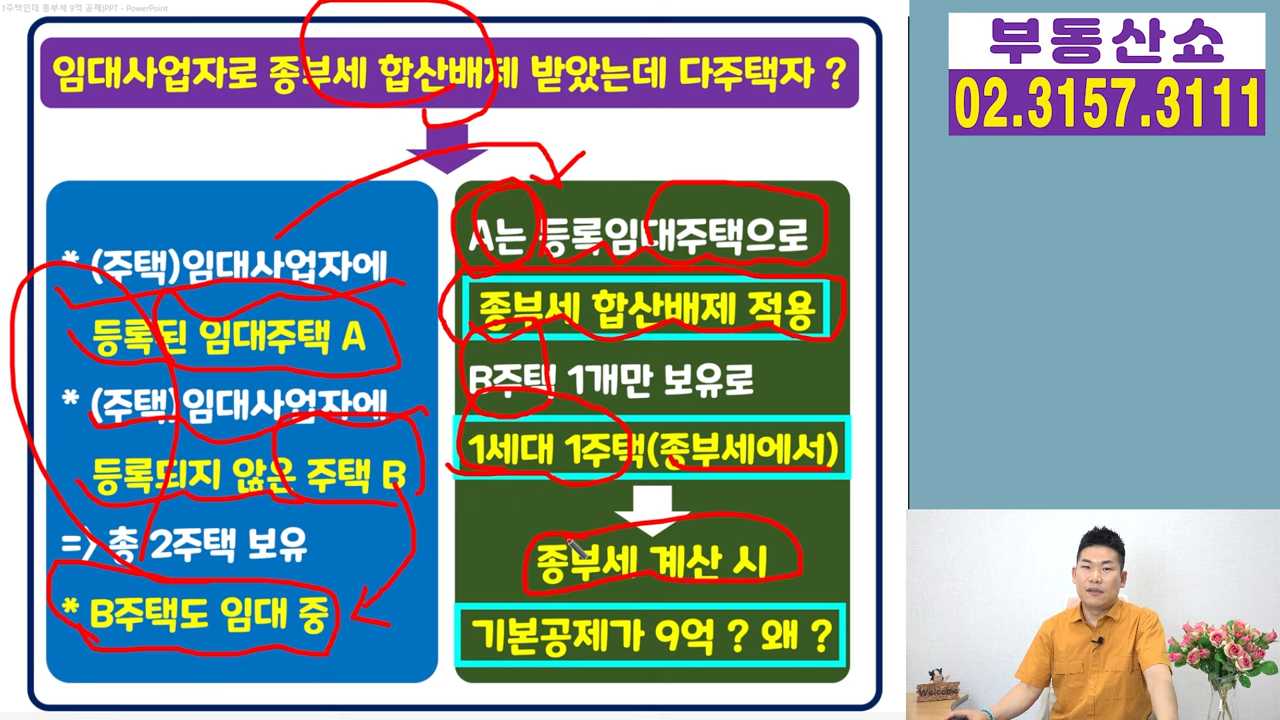 1주택인데 종부세 9억 공제)PPT - PowerPoint
임대사업자로 종부세 합산배제 받았는데 다주택자 ?
* (주택)임대사업자에
등록된 임대주택 A
* (주택)임대사업자에
등록되지 않은 주택 B
=> 총 2주택 보유
* B주택도 임대 중
A는 등록임대주택으로
종부세 합산배제 적용
B주택 1개만 보유로
1세대 1주택(종부세에서)
종부세 계산 시
기본공제가 9억 ? 왜 ?
부동산쇼
02.3157.3111
Welcome